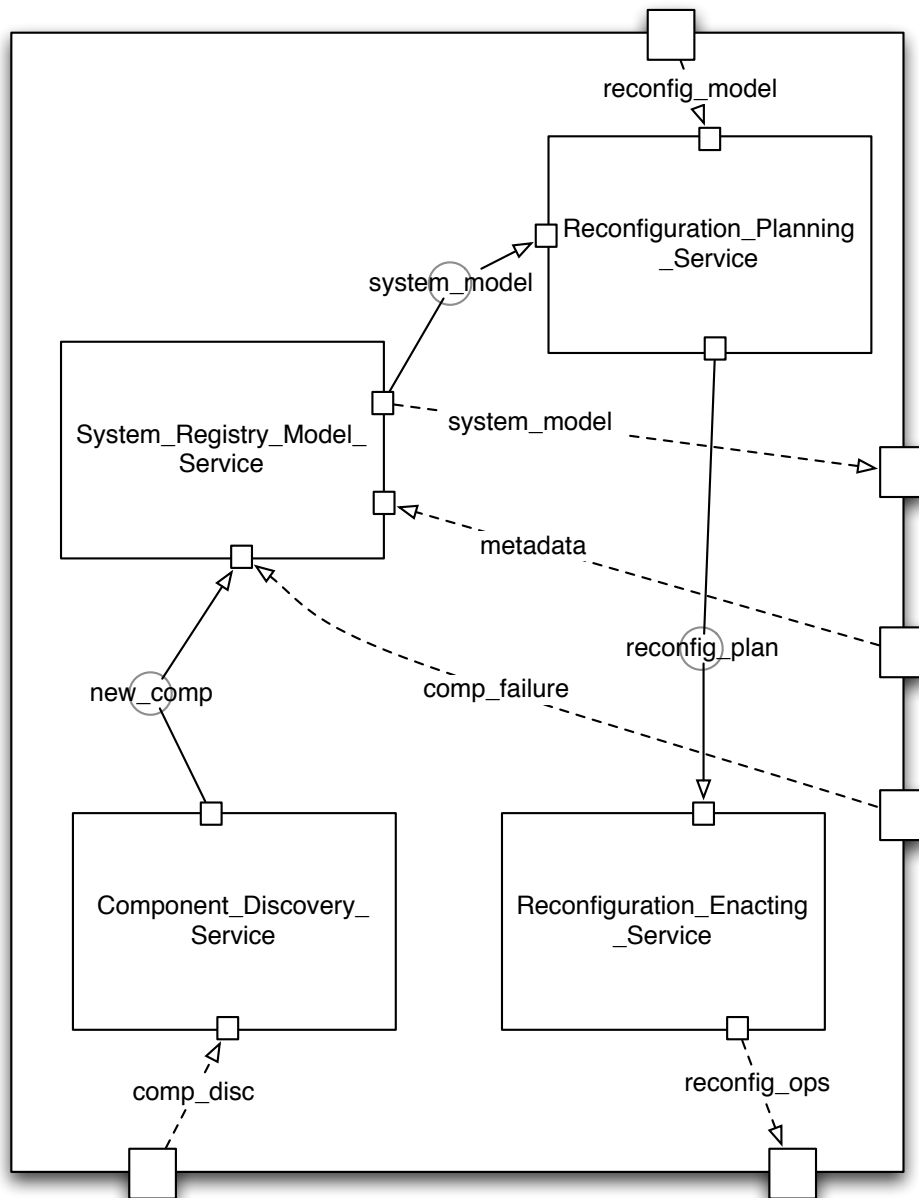 reconfig_model
Reconfiguration_Planning
_Service
system_model
System_Registry_Model_
Service
system_model
metadata
reconfig_plan
comp_failure
new_comp
Component_Discovery_
Service
Reconfiguration_Enacting
_Service
comp_disc
reconfig_ops